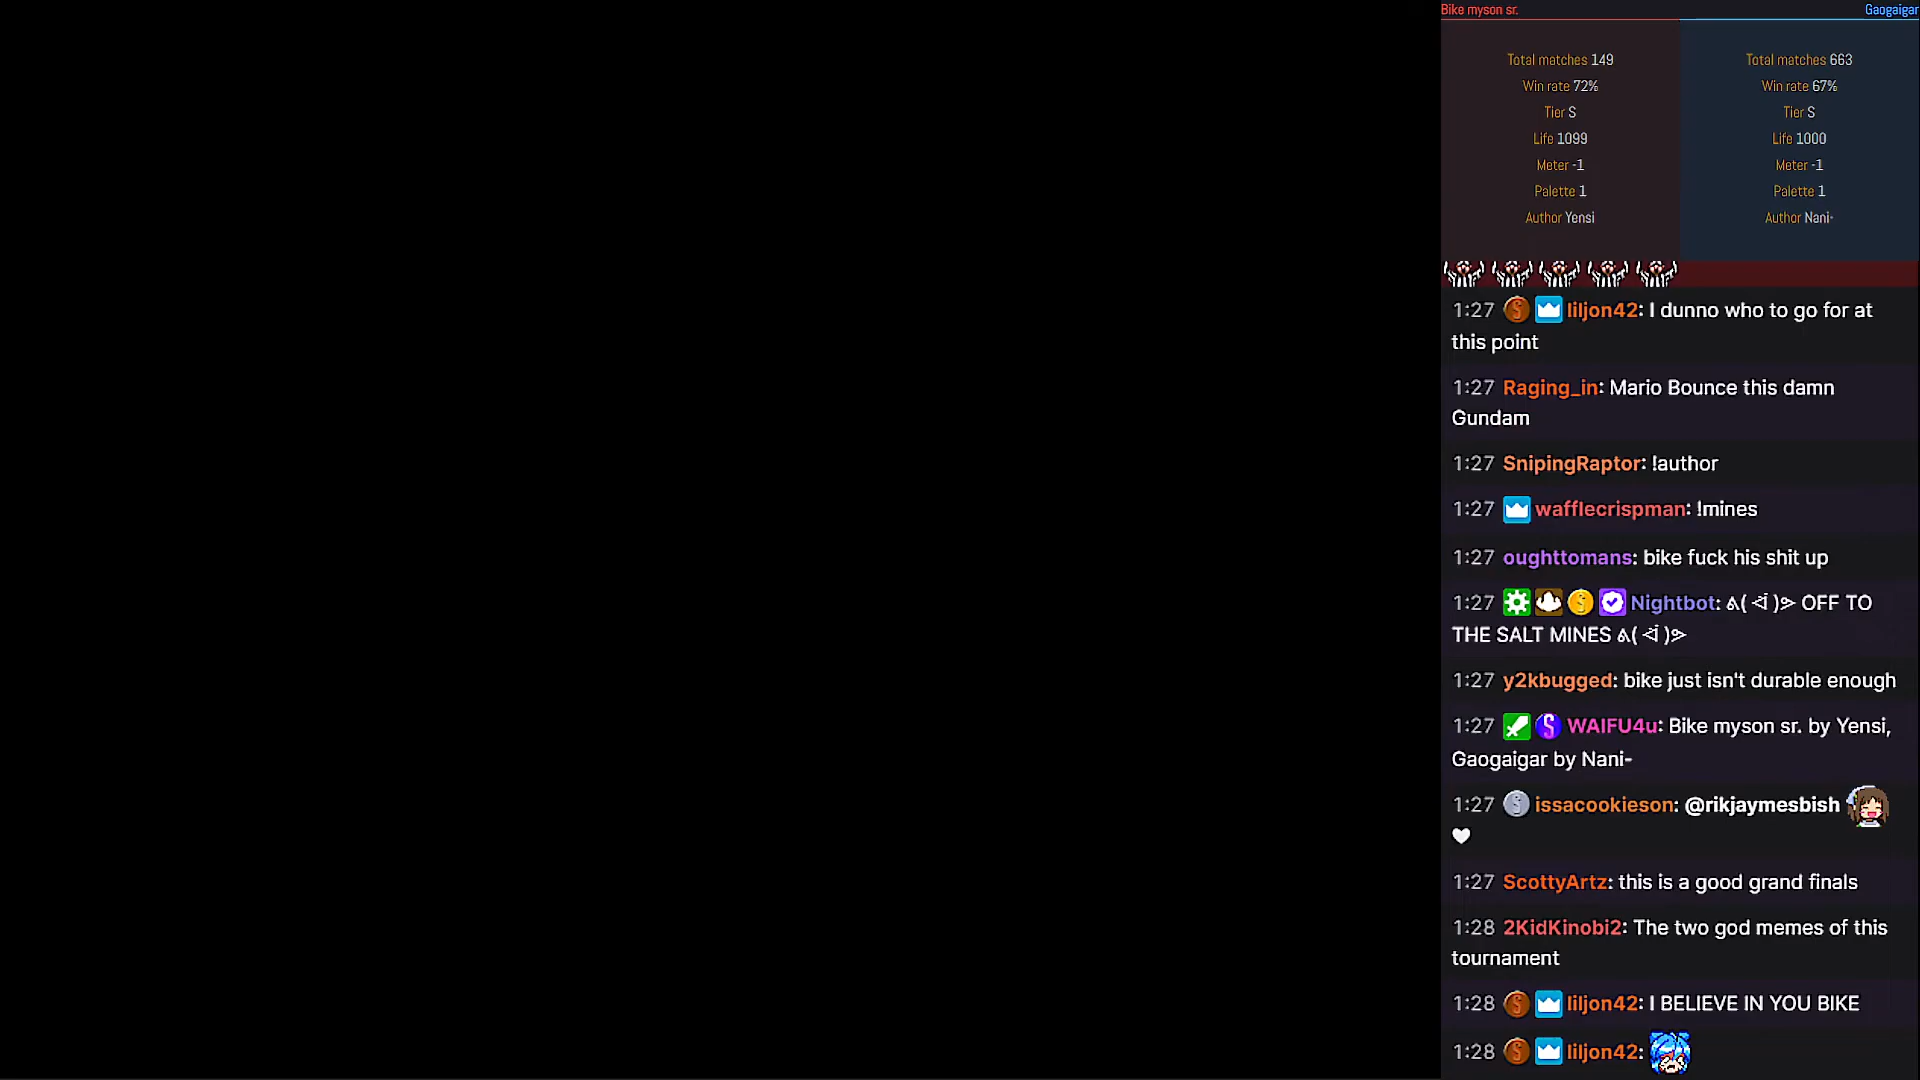 Bike myson sr.
Gaogaigar
Total matches 149
Win rate 72%
Tier S
Life 1099
Meter -1
Palette 1
Author Yensi
Total matches 663
Win rate 67%
Tier S
Life 1000
Meter -1
Palette 1
Author Nani-
1:27 liljon42: I dunno who to go for at
this point
1:27 Raging_in: Mario Bounce this damn
Gundam
1:27 SnipingRaptor: !author
1:27 wafflecrispman: !mines
1:27 oughttomans: bike fuck his shit up
1:27 Nightbot: OFF TO
THE SALT MINES
1:27 y2kbugged: bike just isn't durable enough
1:27 WAIFU4u: Bike myson sr. by Yensi,
Gaogaigar by Nani-
1:27 issacookieson: @rikjaymesbish
1:27 ScottyArtz: this is a good grand finals
1:28 2KidKinobi2: The two god memes of this
tournament
1:28 liljon42: I BELIEVE IN YOU BIKE
1:28 liljon42: